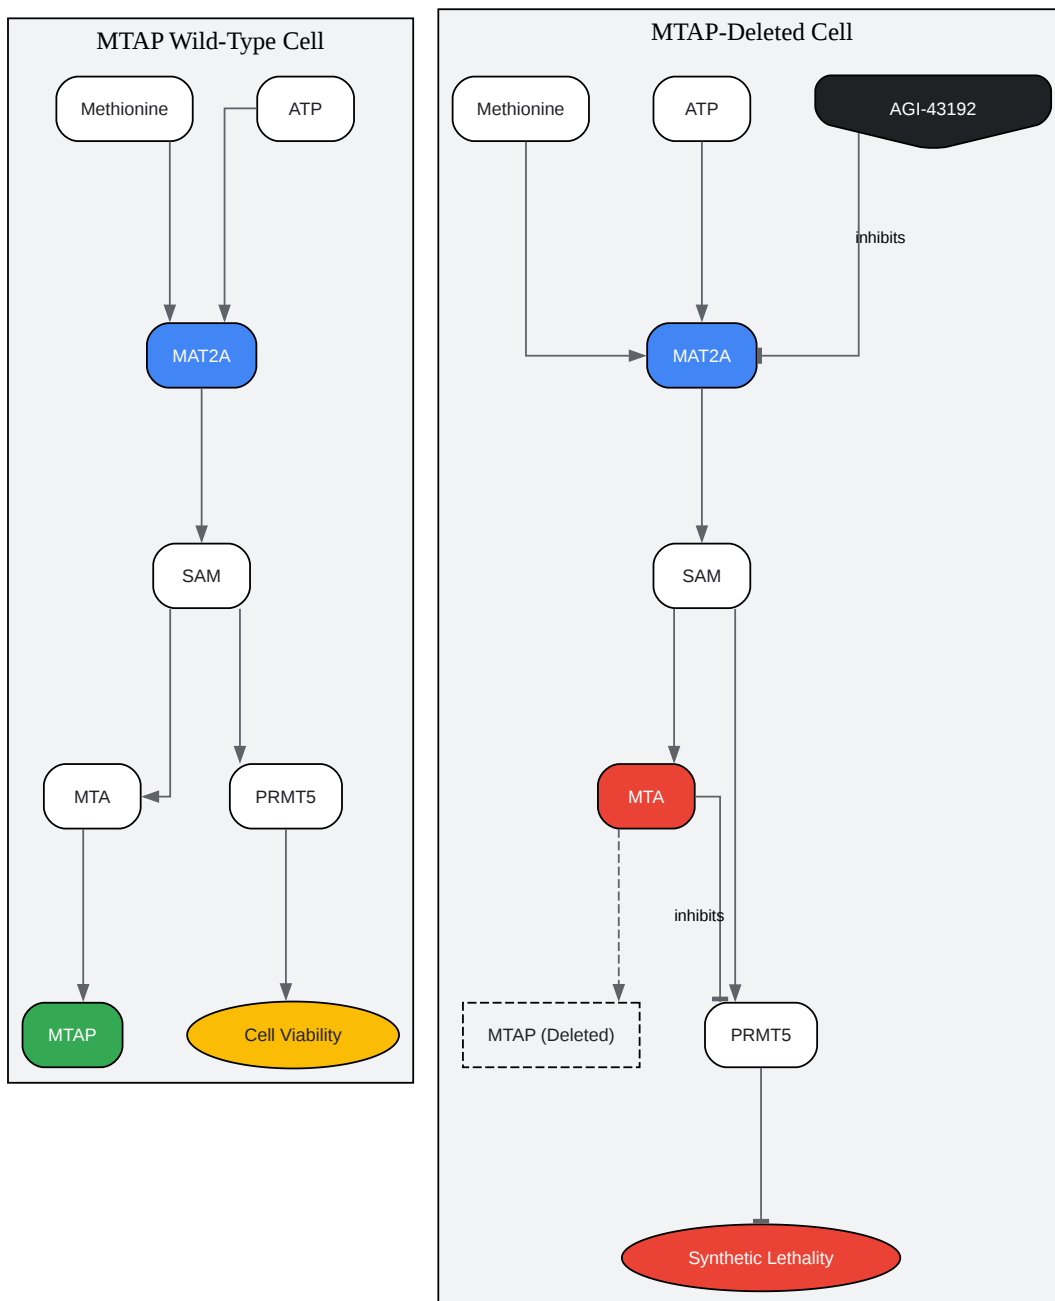 MTAP Wild-Type Cell
Methionine
ATP
MAT2A
SAM
MTA
PRMT5
MTAP
Cell Viability
MTAP-Deleted Cell
Methionine
ATP
AGI-43192
inhibits
MAT2A
SAM
MTA
inhibits
MTAP (Deleted)
PRMT5
Synthetic Lethality